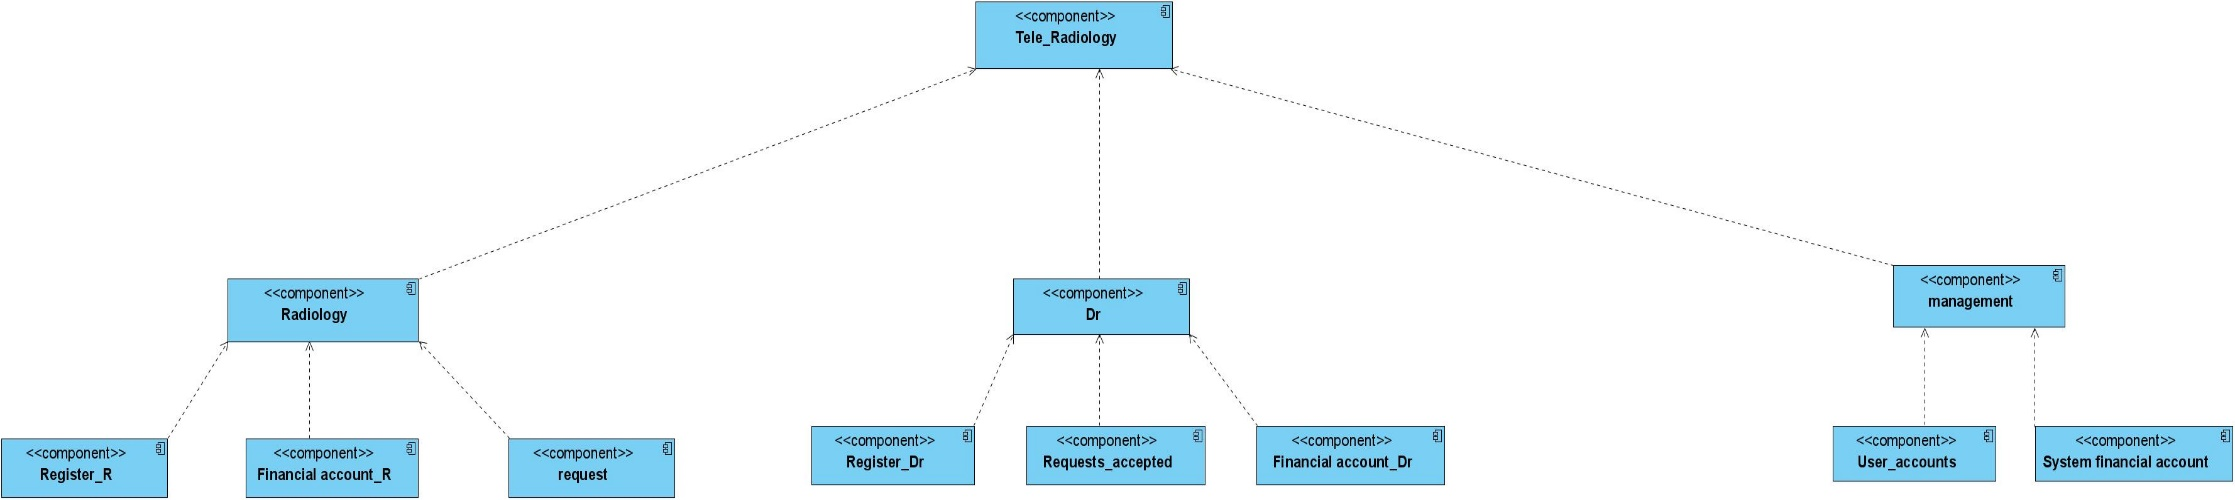 <<component>>
Tele_Radiology
<<component>>
Radiology
<<component>>
Dr
<<component>>
management
<<component>>
Register_R
<<component>>
Financial account_R
<<component>>
request
<<component>>
Register_Dr
<<component>>
Requests_accepted
<<component>>
Financial account_Dr
<<component>>
User_accounts
<<component>>
System financial account